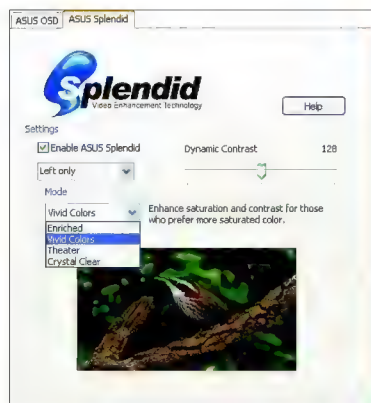 ASUS OSD
ASUS Splendid
Splendid
Video Enhancement Technology
Help
Settings
Enable ASUS Splendid
Dynamic Contrast
128
Left only
Mode
Vivid Colors
Enhance saturation and contrast for those
who prefer more saturated color.
Enriched
Vivid Colors
Theater
Crystal Clear